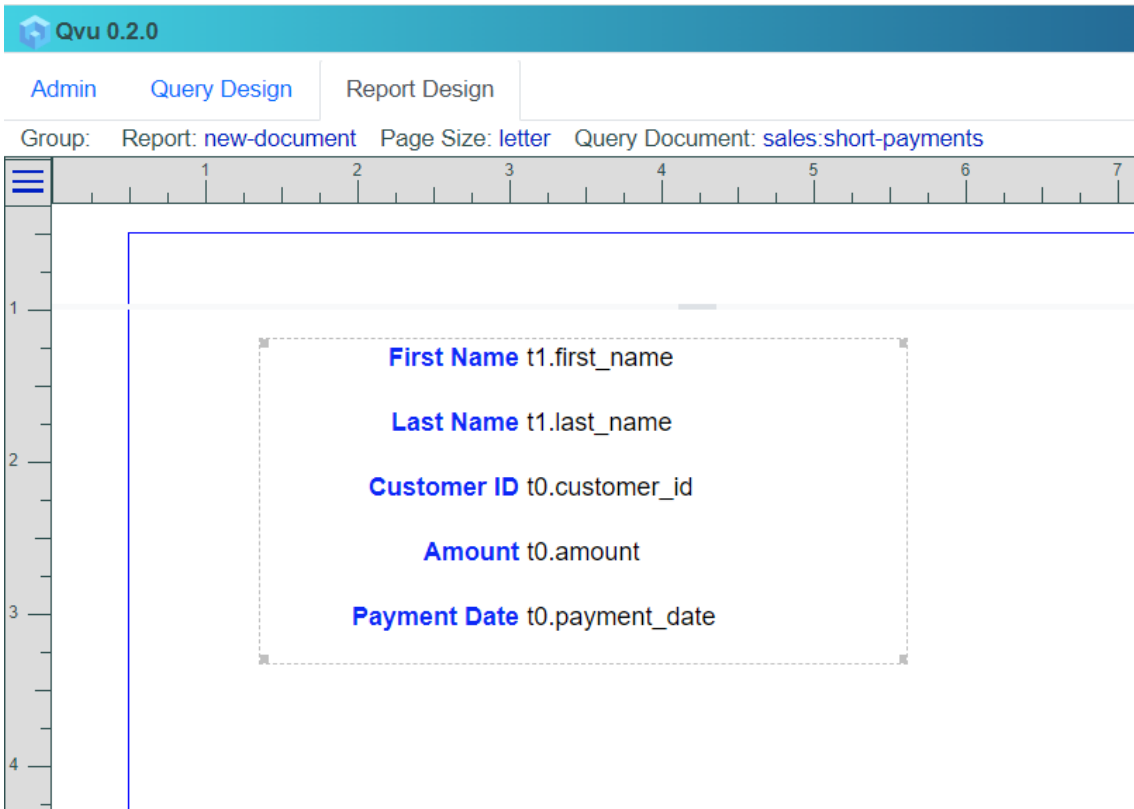 Qvu 0.2.0
Admin Query Design Report Design
Group: Report: new-document Page Size: letter Query Document: sales:short-payments
1 2 3 4 5 6 7
1
First Name t1.first_name
Last Name t1.last_name
2
Customer ID t0.customer_id
Amount t0.amount
3
Payment Date t0.payment_date
4